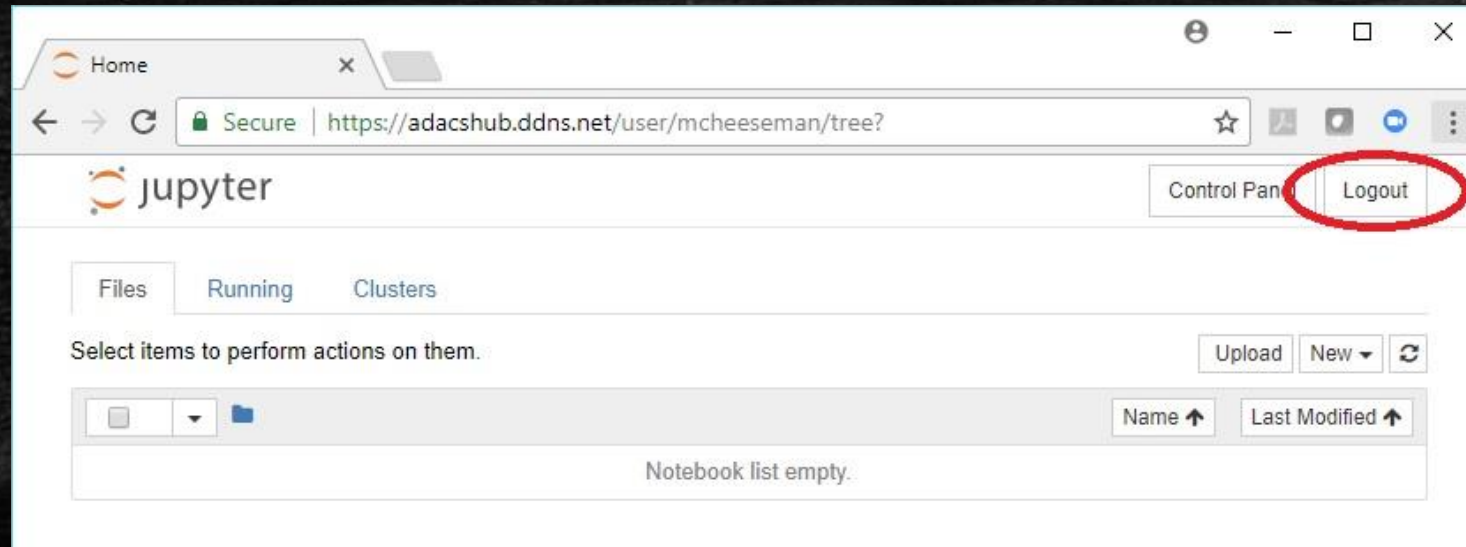 Home
Secure | https://adacshub.ddns.net/user/mcheeseman/tree?
jupyter
Control Pan Logout
Files Running Clusters
Select items to perform actions on them.
Upload New
Name Last Modified
Notebook list empty.